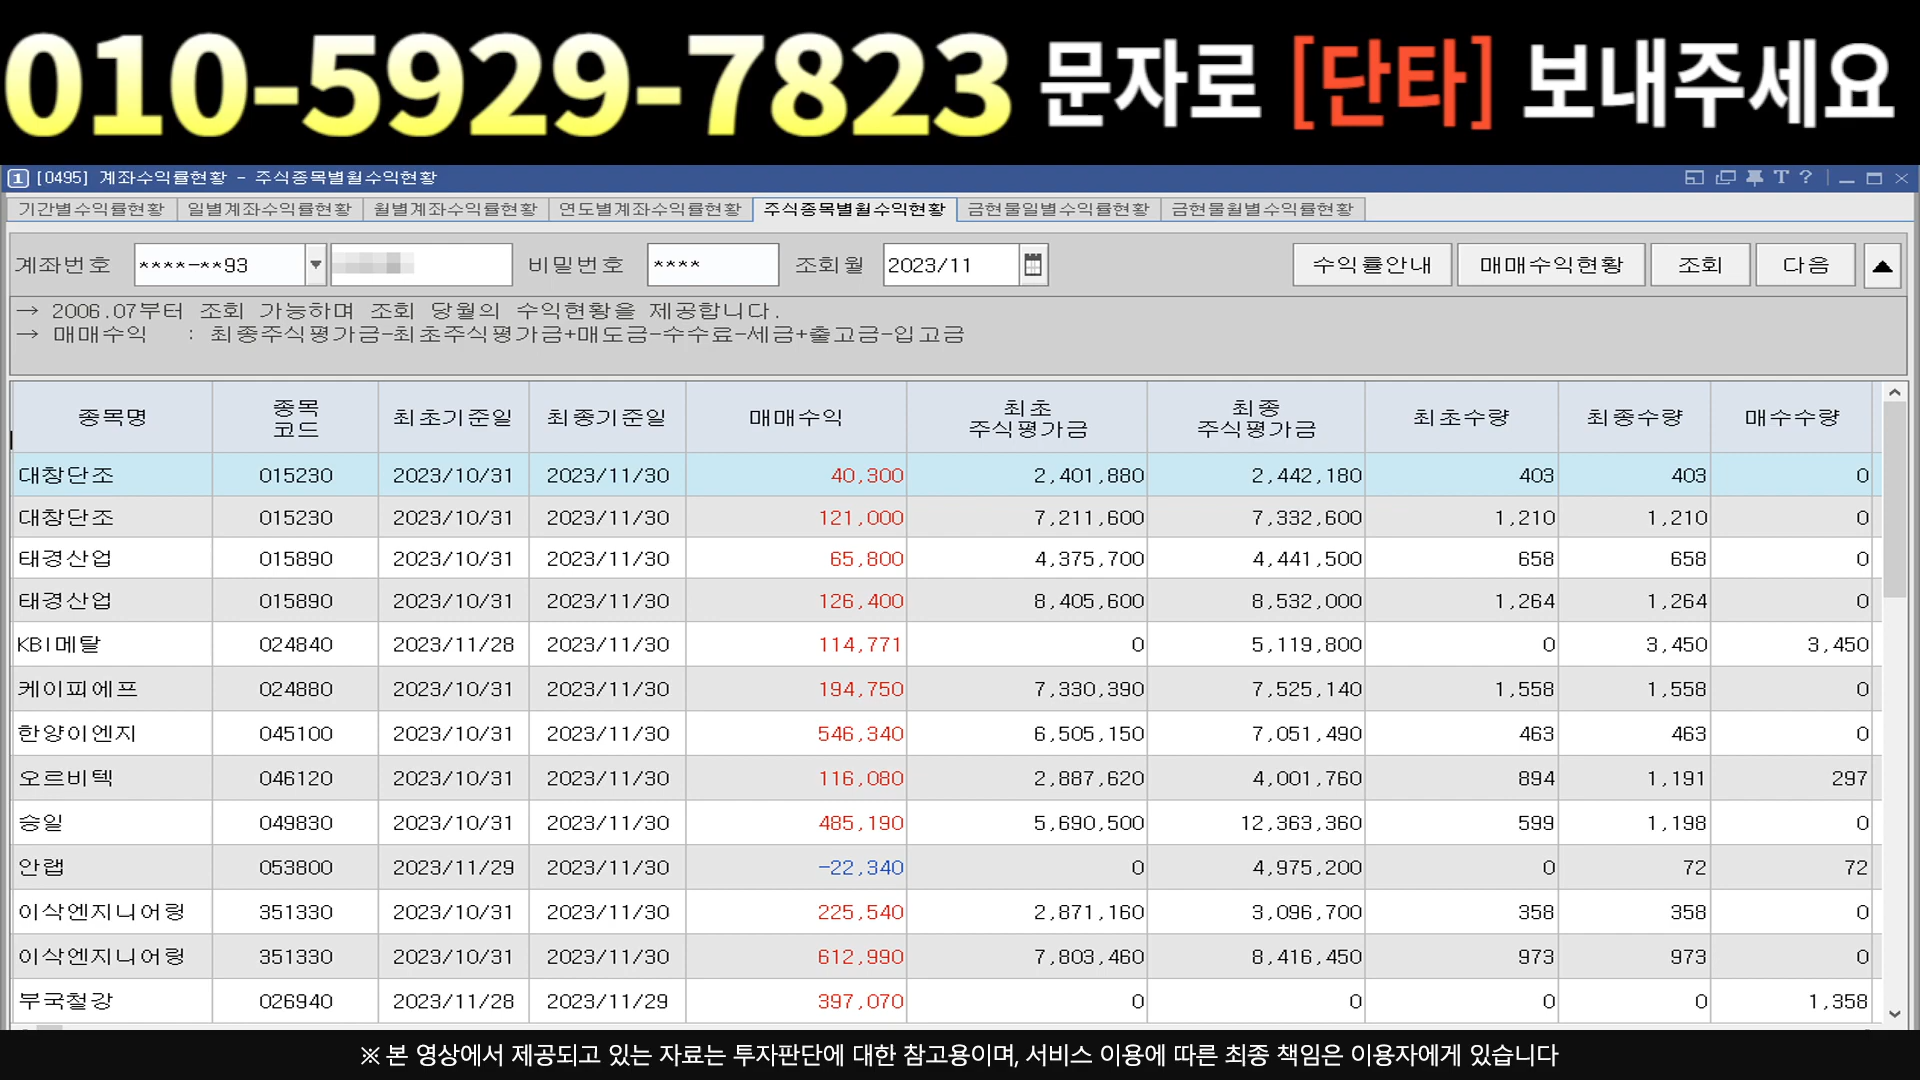 010-5929-7823 문자로 [단타] 보내주세요
1 [0495] 계좌수익률현황 - 주식종목별월수익현황
기간별수익률현황 일별계좌수익률현황 월별계좌수익률현황 연도별계좌수익률현황 주식종목별월수익현황 금현물일별수익률현황 금현물월별수익률현황
계좌번호 ****-**93 비밀번호 **** 조회월 2023/11 수익률안내 매매수익현황 조회 다음
→ 2006.07부터 조회 가능하며 조회 당월의 수익현황을 제공합니다.
→ 매매수익 : 최종주식평가금-최초주식평가금+매도금-수수료-세금+출고금-입고금
종목명 종목코드 최초기준일 최종기준일 매매수익 최초주식평가금 최종주식평가금 최초수량 최종수량 매수수량
대창단조 015230 2023/10/31 2023/11/30 40,300 2,401,880 2,442,180 403 403 0
대창단조 015230 2023/10/31 2023/11/30 121,000 7,211,600 7,332,600 1,210 1,210 0
태경산업 015890 2023/10/31 2023/11/30 65,800 4,375,700 4,441,500 658 658 0
태경산업 015890 2023/10/31 2023/11/30 126,400 8,405,600 8,532,000 1,264 1,264 0
KBI메탈 024840 2023/11/28 2023/11/30 114,771 0 5,119,800 0 3,450 3,450
케이피에프 024880 2023/10/31 2023/11/30 194,750 7,330,390 7,525,140 1,558 1,558 0
한양이엔지 045100 2023/10/31 2023/11/30 546,340 6,505,150 7,051,490 463 463 0
오르비텍 046120 2023/10/31 2023/11/30 116,080 2,887,620 4,001,760 894 1,191 297
승일 049830 2023/10/31 2023/11/30 485,190 5,690,500 12,363,360 599 1,198 0
안랩 053800 2023/11/29 2023/11/30 -22,340 0 4,975,200 0 72 72
이삭엔지니어링 351330 2023/10/31 2023/11/30 225,540 2,871,160 3,096,700 358 358 0
이삭엔지니어링 351330 2023/10/31 2023/11/30 612,990 7,803,460 8,416,450 973 973 0
부국철강 026940 2023/11/28 2023/11/29 397,070 0 0 0 0 1,358
※ 본 영상에서 제공되고 있는 자료는 투자판단에 대한 참고용이며, 서비스 이용에 따른 최종 책임은 이용자에게 있습니다